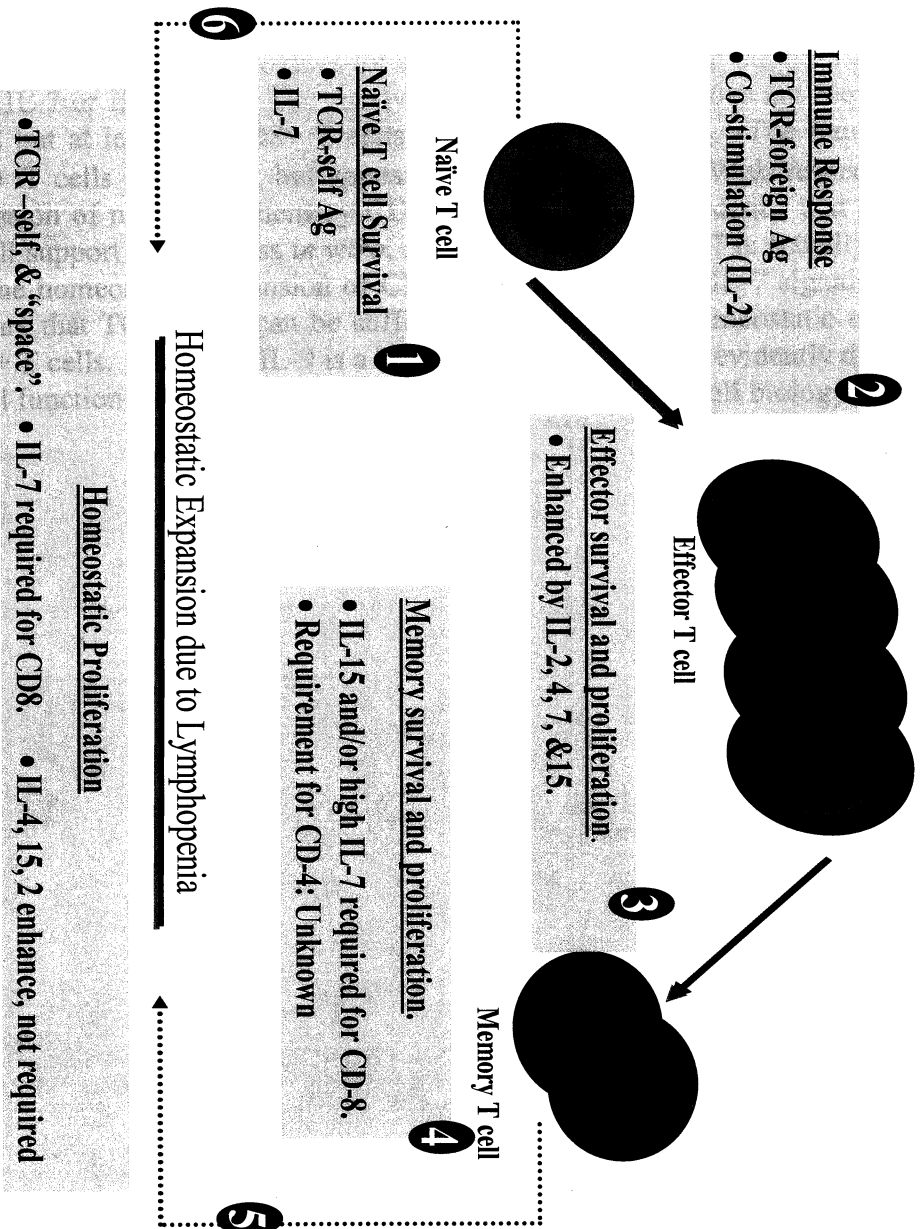 Immune Response
• TCR-foreign Ag
• Co-stimulation (IL-2)
2
Effector T cell
Naïve T cell
Naïve T cell Survival
• TCR-self Ag
• IL-7
1
Effector survival and proliferation.
• Enhanced by IL-2, 4, 7, &15.
3
Memory T cell
Memory survival and proliferation.
• IL-15 and/or high IL-7 required for CD-8.
• Requirement for CD-4: Unknown
4
6
5
Homeostatic Expansion due to Lymphopenia
Homeostatic Proliferation
•TCR–self, & “space”. • IL-7 required for CD8. • IL-4, 15, 2 enhance, not required